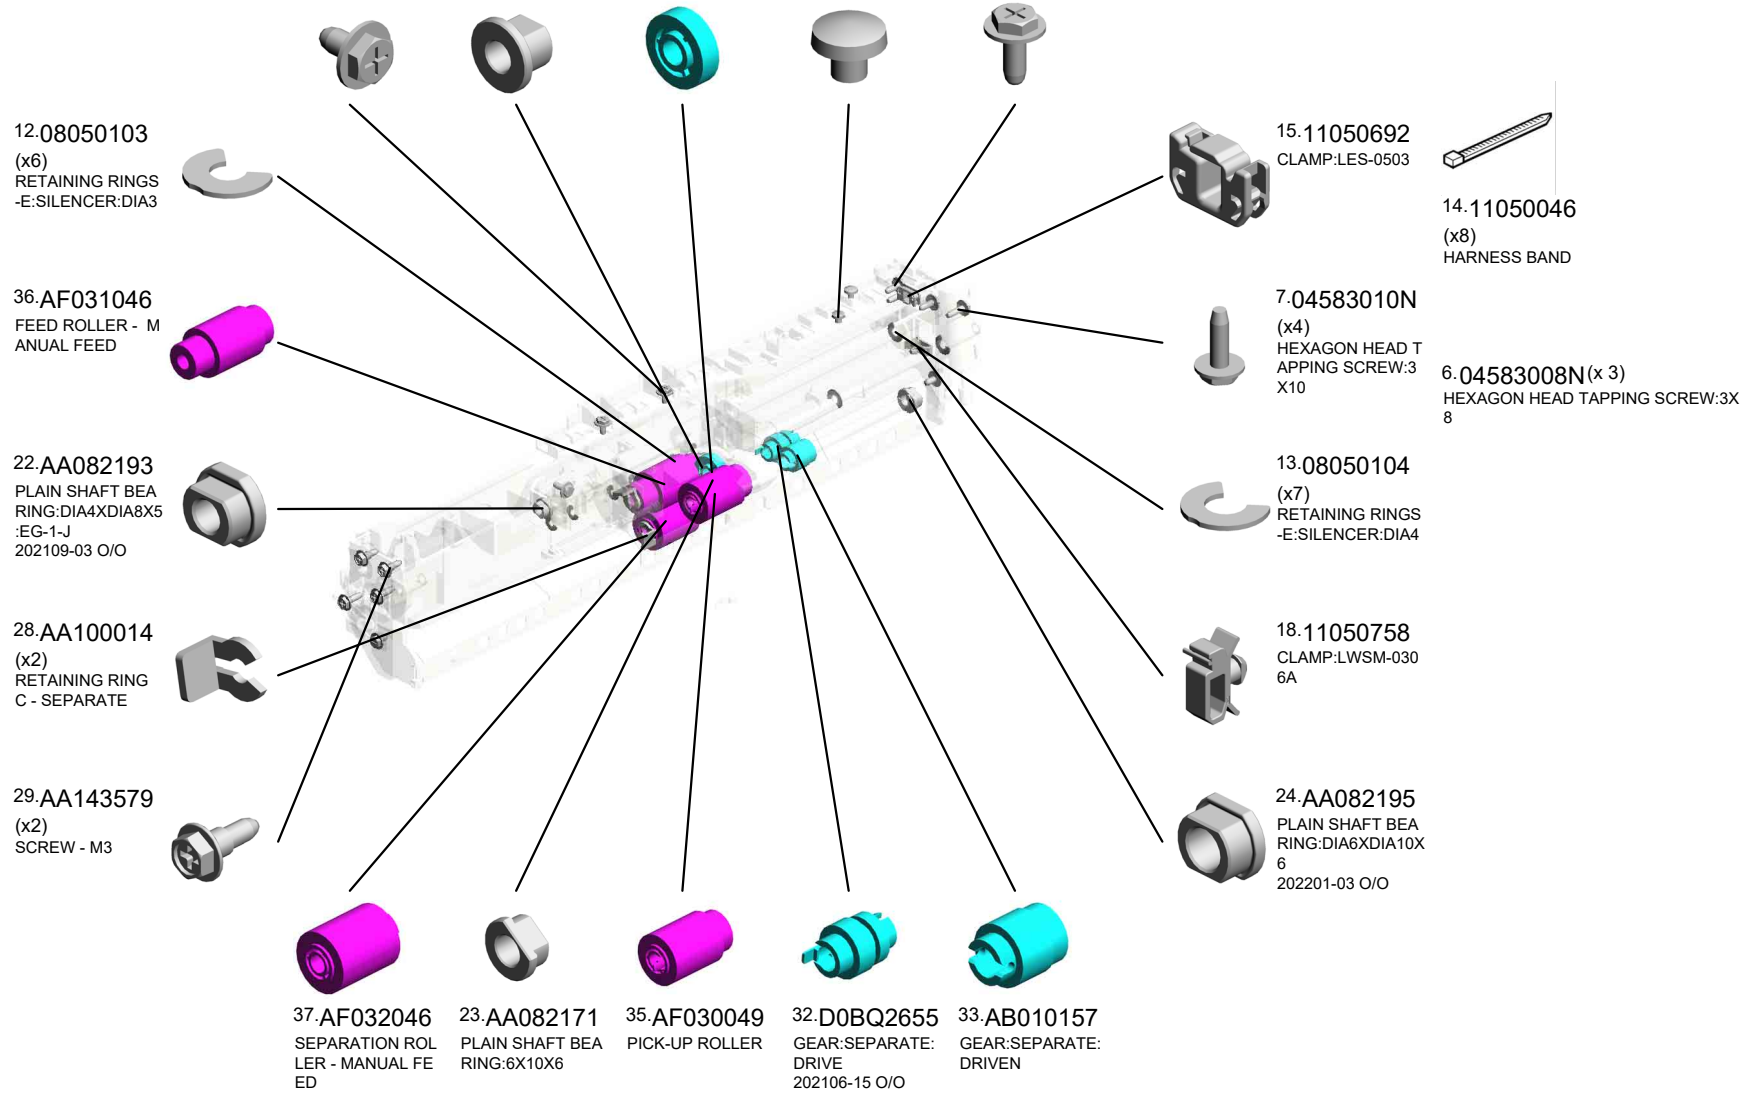 12.08050103
(x6)
RETAINING RINGS
-E:SILENCER:DIA3
36.AF031046
FEED ROLLER - M
ANUAL FEED
22.AA082193
PLAIN SHAFT BEA
RING:DIA4XDIA8X5
:EG-1-J
202109-03 O/O
28.AA100014
(x2)
RETAINING RING
C - SEPARATE
29.AA143579
(x2)
SCREW - M3
15.11050692
CLAMP:LES-0503
14.11050046
(x8)
HARNESS BAND
7.04583010N
(x4)
HEXAGON HEAD T
APPING SCREW:3
X10
6.04583008N(x 3)
HEXAGON HEAD TAPPING SCREW:3X
8
13.08050104
(x7)
RETAINING RINGS
-E:SILENCER:DIA4
18.11050758
CLAMP:LWSM-030
6A
24.AA082195
PLAIN SHAFT BEA
RING:DIA6XDIA10X
6
202201-03 O/O
37.AF032046
SEPARATION ROL
LER - MANUAL FE
ED
23.AA082171
PLAIN SHAFT BEA
RING:6X10X6
35.AF030049
PICK-UP ROLLER
32.D0BQ2655
GEAR:SEPARATE:
DRIVE
202106-15 O/O
33.AB010157
GEAR:SEPARATE:
DRIVEN